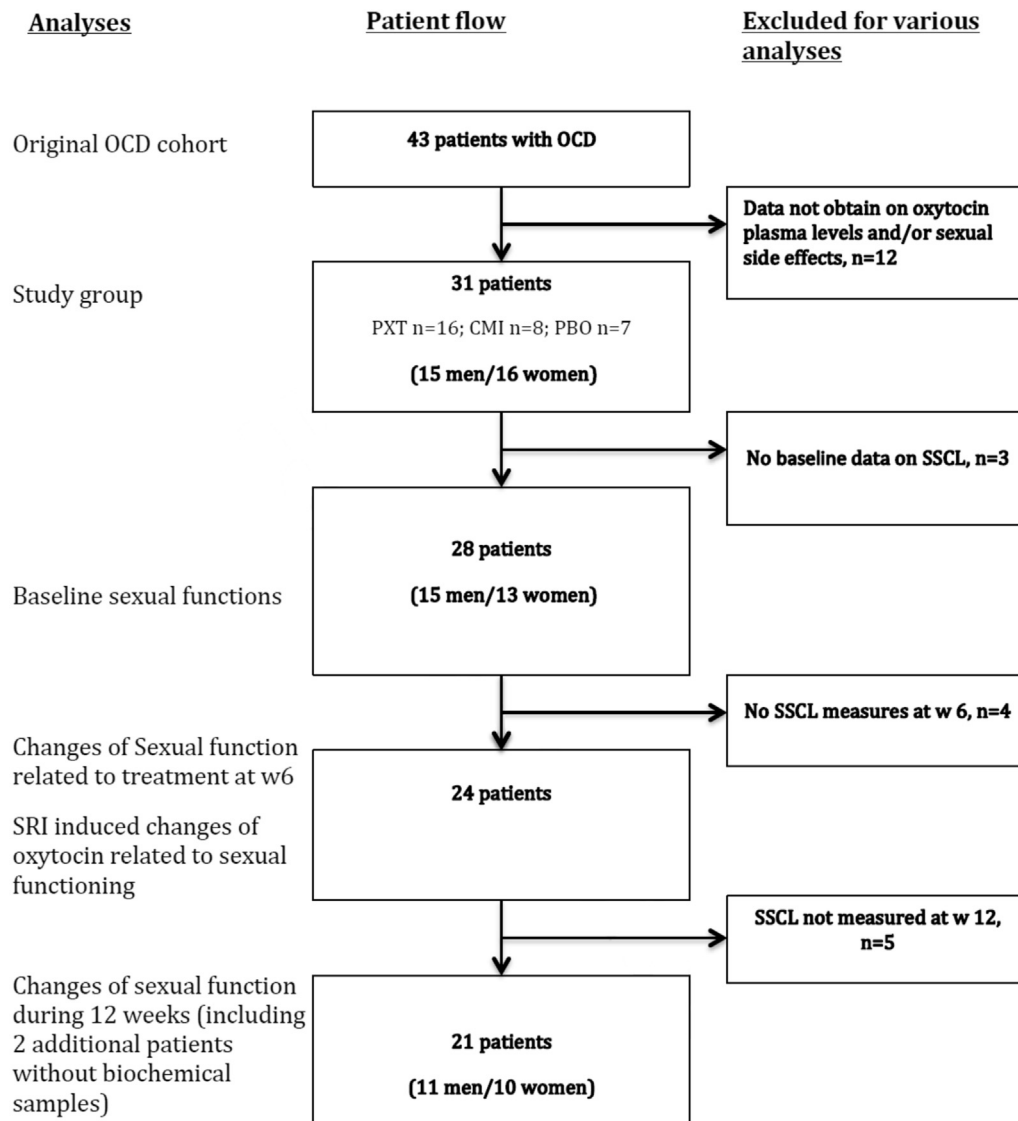 Analyses
Patient flow
Excluded for various
analyses
Original OCD cohort
43 patients with OCD
Data not obtain on oxytocin
plasma levels and/or sexual
side effects, n=12
Study group
31 patients
PXT n=16; CMI n=8; PBO n=7
(15 men/16 women)
No baseline data on SSCL, n=3
Baseline sexual functions
28 patients
(15 men/13 women)
No SSCL measures at w 6, n=4
Changes of Sexual function
related to treatment at w6
SRI induced changes of
oxytocin related to sexual
functioning
24 patients
SSCL not measured at w 12,
n=5
Changes of sexual function
during 12 weeks (including
2 additional patients
without biochemical
samples)
21 patients
(11 men/10 women)